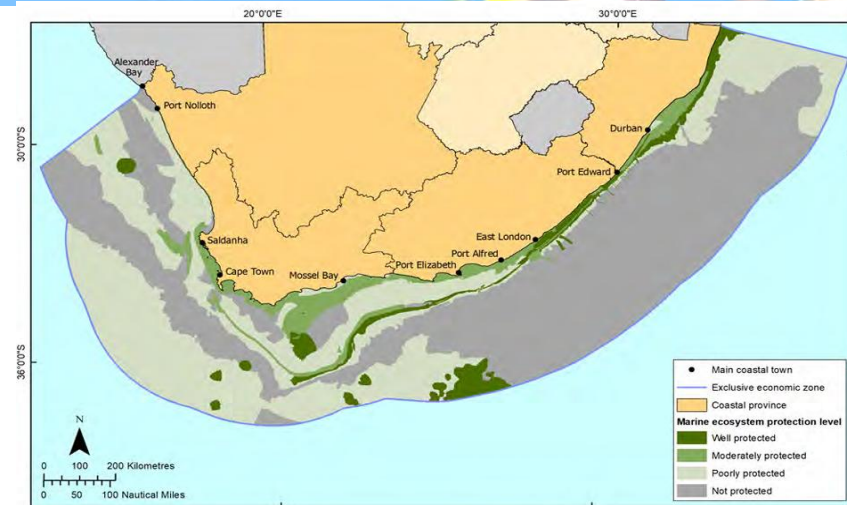 20°0'0"E
30°0'0"E
Alexander
Bay
Port Nolloth
30°0'0"S
Durban
Port Edward
Saldanha
East London
Port Alfred
Port Elizabeth
Cape Town
Mossel Bay
36°0'0"S
N
0 100 200 Kilometres
0 50 100 Nautical Miles
Main coastal town
Exclusive economic zone
Coastal province
Marine ecosystem protection level
Well protected
Moderately protected
Poorly protected
Not protected